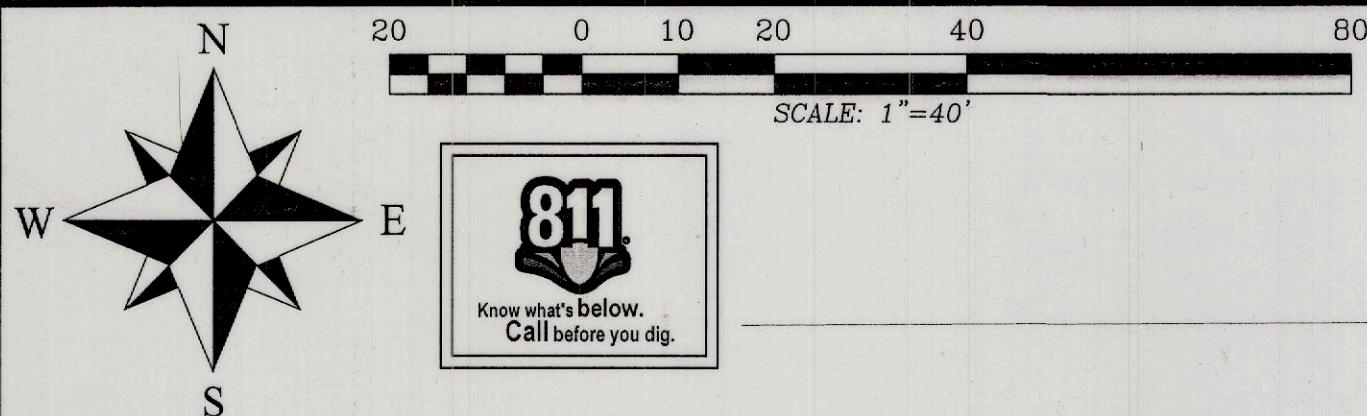 N
W E
S
20 0 10 20 40 80
SCALE: 1"=40'
811®
Know what's below.
Call before you dig.